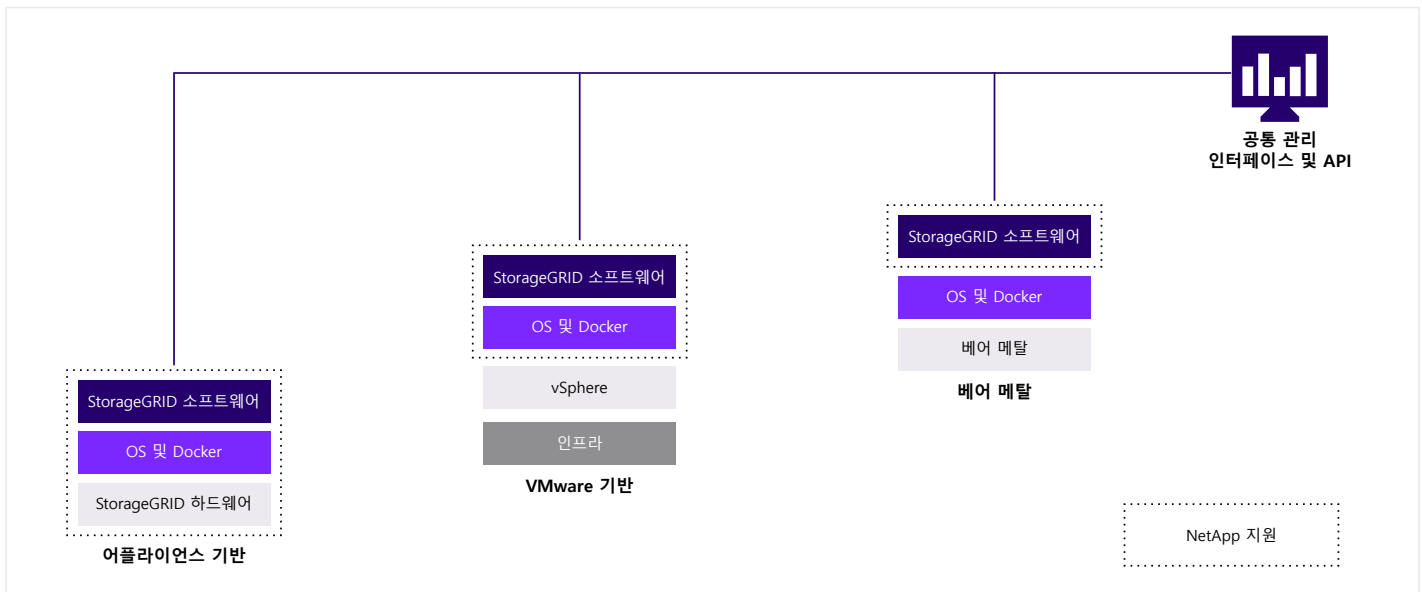 공통 관리
인터페이스 및 API
StorageGRID 소프트웨어
OS 및 Docker
StorageGRID 하드웨어
어플라이언스 기반
StorageGRID 소프트웨어
OS 및 Docker
vSphere
인프라
VMware 기반
StorageGRID 소프트웨어
OS 및 Docker
베어 메탈
베어 메탈
NetApp 지원